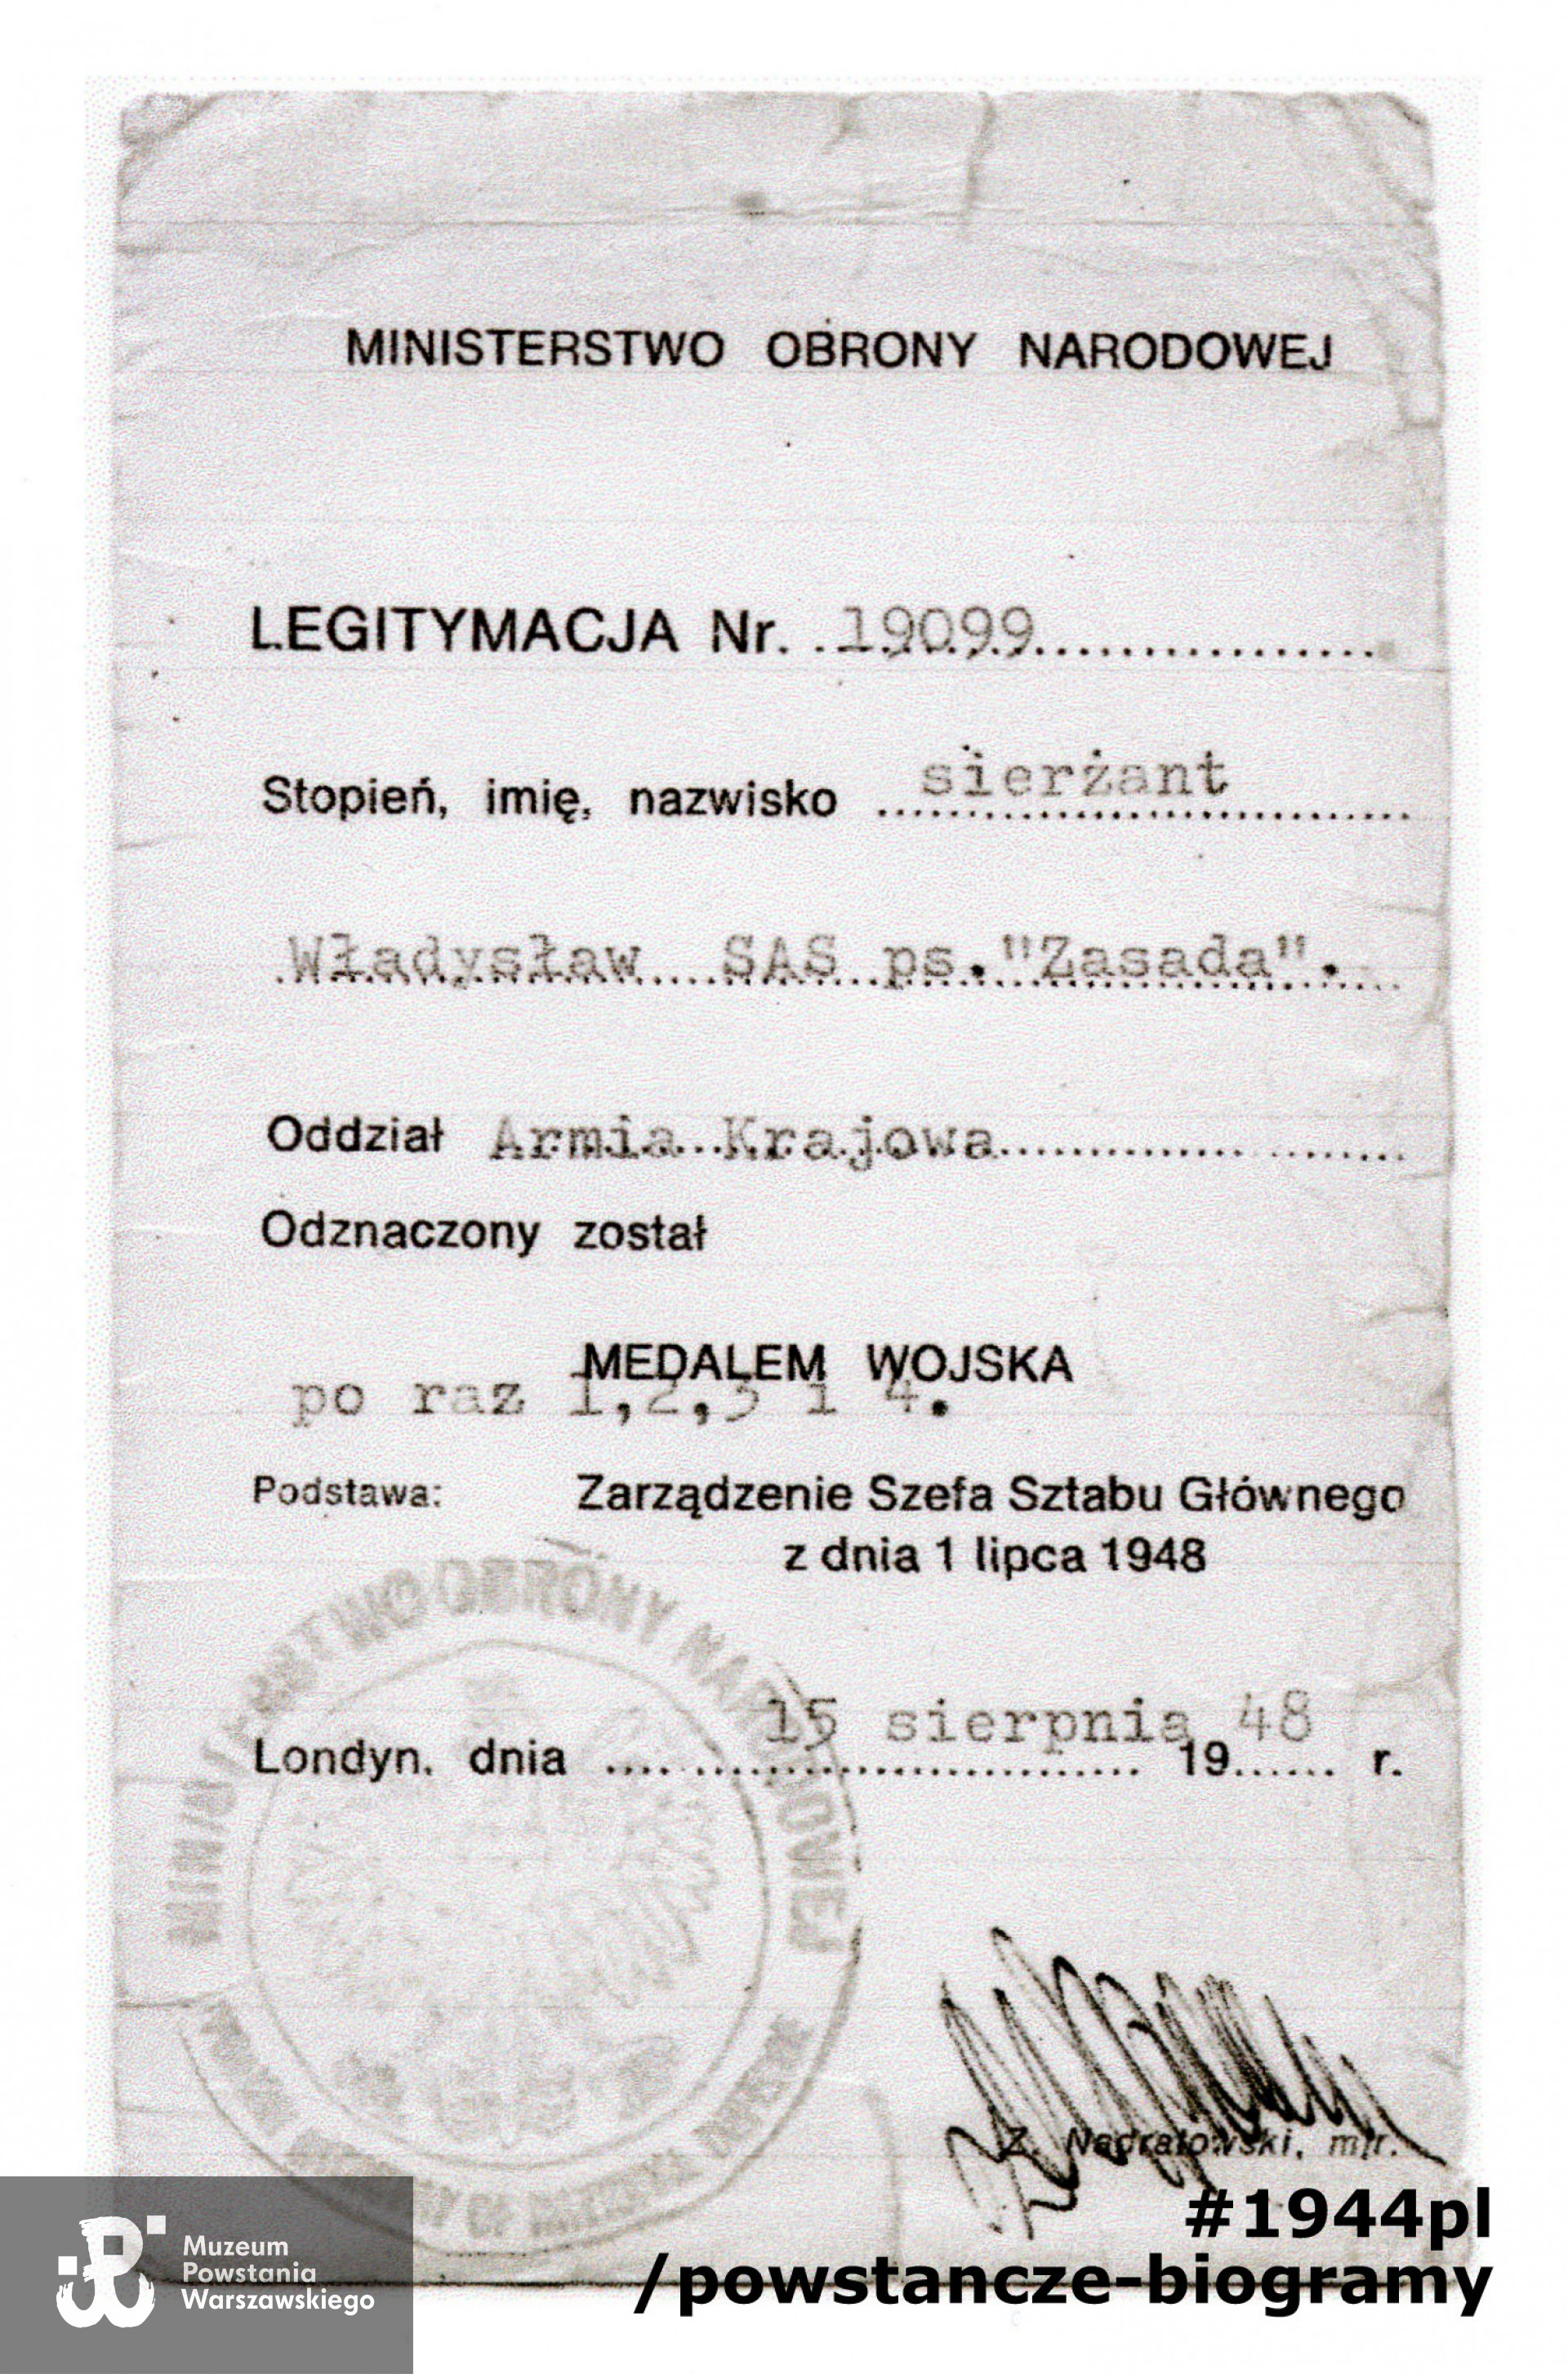 MINISTERSTWO OBRONY NARODOWEJ
LEGITYMACJA Nr. 19099
Stopień, imię, nazwisko sierżant
Władysław SAS ps."Zasada".
Oddział Armia Krajowa
Odznaczony został
MEDALEM WOJSKA
po raz 1,2,3 i 4.
Podstawa: Zarządzenie Szefa Sztabu Głównego
z dnia 1 lipca 1948
15 sierpnia 48
Londyn, dnia 19 r.
OBRONY NARODOWEJ
Z. mjr.
#1944pl
/powstancze-biogramy
Muzeum
Powstania
Warszawskiego